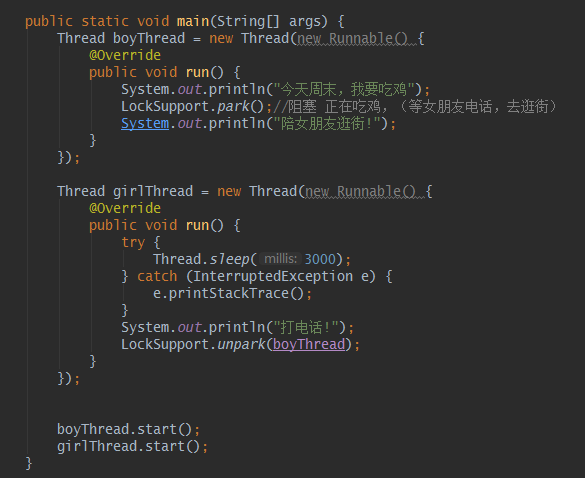 public static void main(String[] args) {
    Thread boyThread = new Thread(new Runnable() {
        @Override
        public void run() {
            System.out.println("今天周末，我要吃鸡");
            LockSupport.park();//阻塞 正在吃鸡，（等女朋友电话，去逛街）
            System.out.println("陪女朋友逛街!");
        }
    });

    Thread girlThread = new Thread(new Runnable() {
        @Override
        public void run() {
            try {
                Thread.sleep( millis: 3000);
            } catch (InterruptedException e) {
                e.printStackTrace();
            }
            System.out.println("打电话!");
            LockSupport.unpark(boyThread);
        }
    });

    boyThread.start();
    girlThread.start();
}